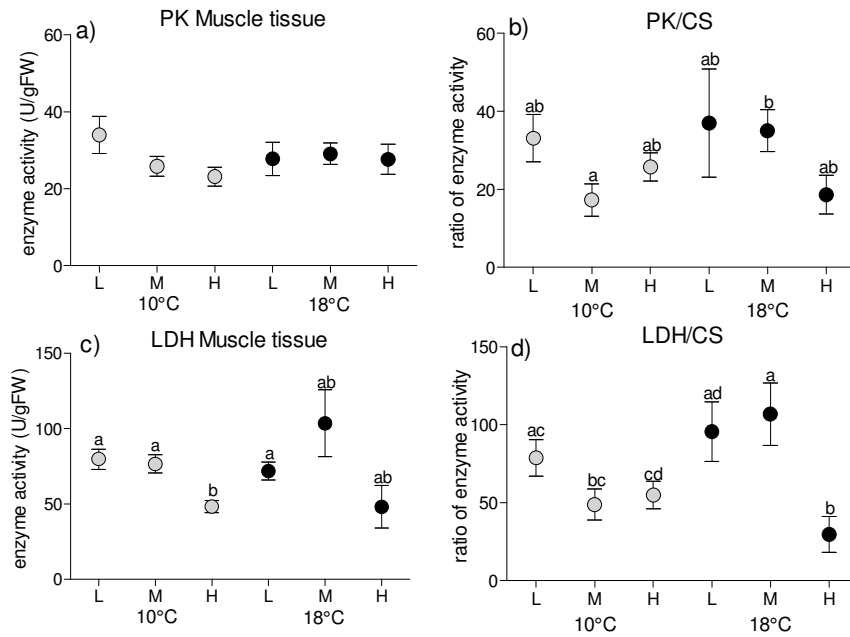 a)
PK Muscle tissue
enzyme activity (U/gFW)
60
40
20
0
L M H L M H
10°C 18°C
b)
PK/CS
ratio of enzyme activity
60
40
20
0
ab a ab ab b ab
L M H L M H
10°C 18°C
c)
LDH Muscle tissue
enzyme activity (U/gFW)
150
100
50
0
a a b a ab ab
L M H L M H
10°C 18°C
d)
LDH/CS
ratio of enzyme activity
150
100
50
0
ac bc cd ad a b
L M H L M H
10°C 18°C